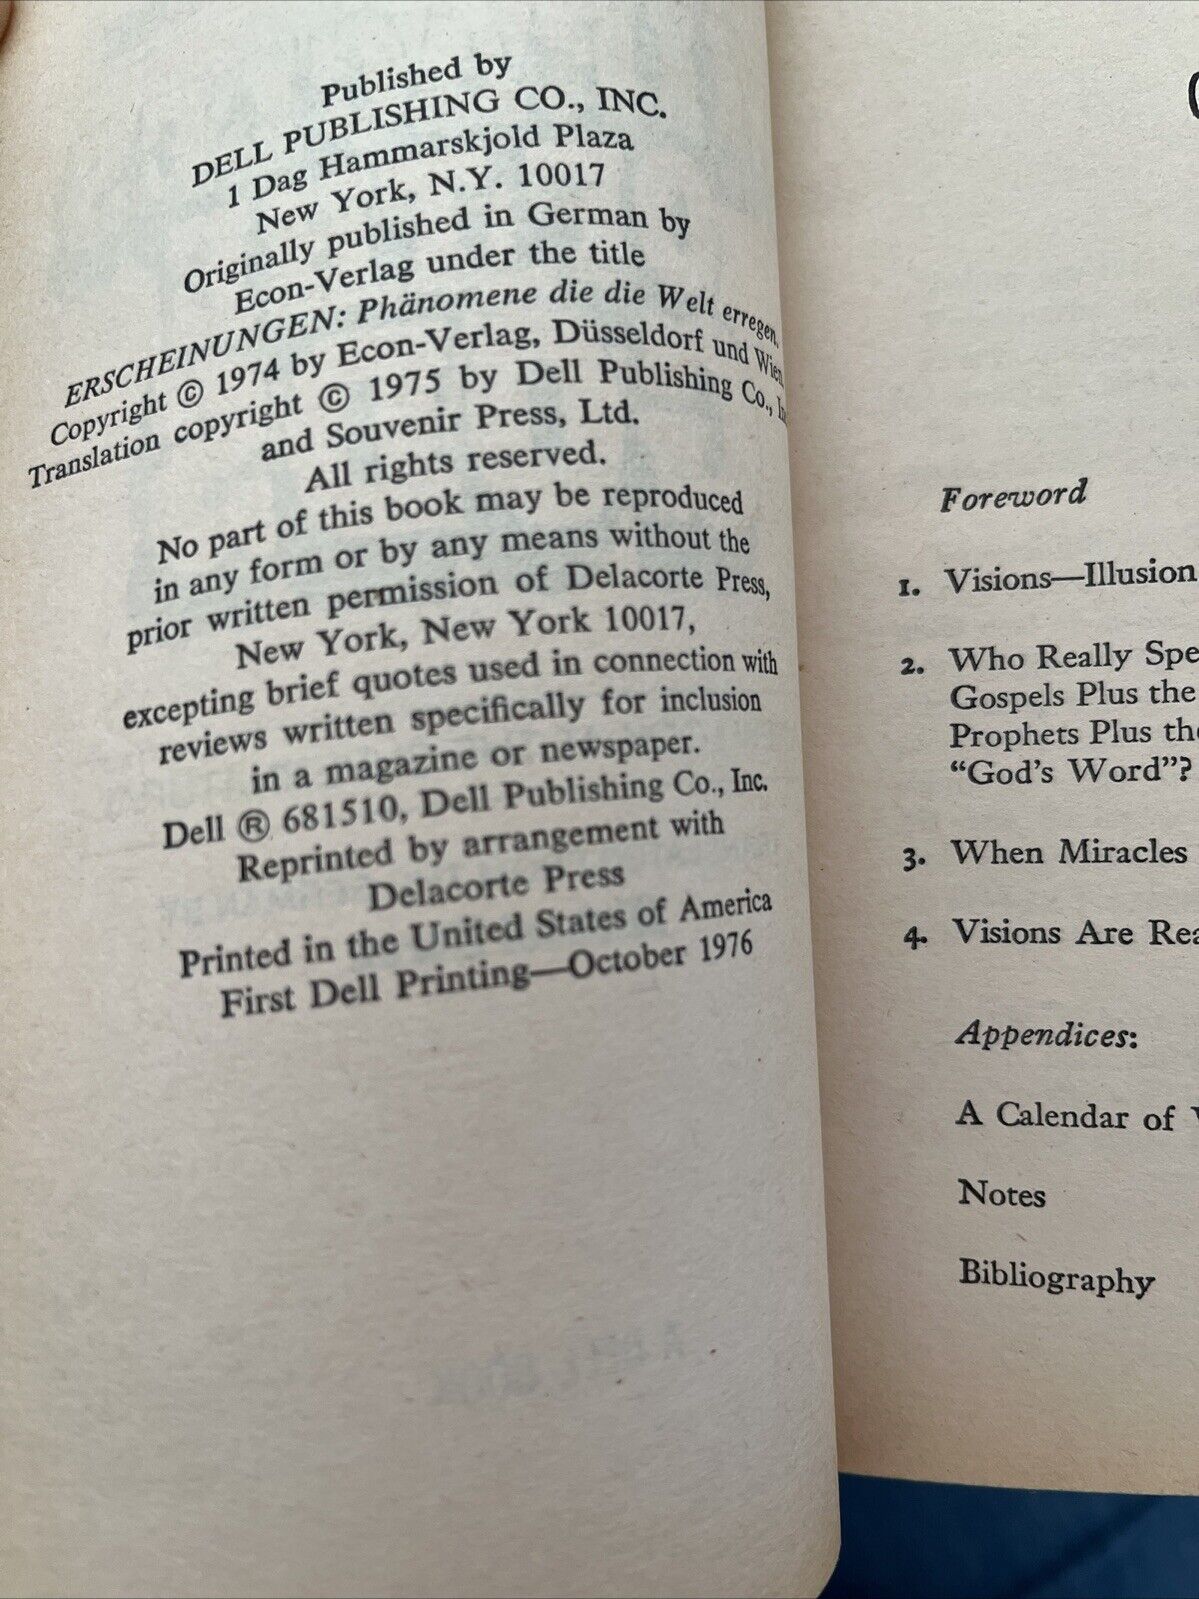 Published by
DELL PUBLISHING CO., INC.
1 Dag Hammarskjold Plaza
New York, N.Y. 10017
Originally published in German by
Econ-Verlag under the title
ERSCHEINUNGEN: Phänomene die die Welt erregen.
Copyright © 1974 by Econ-Verlag, Düsseldorf und Wien
Translation copyright © 1975 by Dell Publishing Co., In
and Souvenir Press, Ltd.
All rights reserved.
No part of this book may be reproduced
in any form or by any means without the
prior written permission of Delacorte Press,
New York, New York 10017,
excepting brief quotes used in connection with
reviews written specifically for inclusion
in a magazine or newspaper.
Dell ® 681510, Dell Publishing Co., Inc.
Reprinted by arrangement with
Delacorte Press
Printed in the United States of America
First Dell Printing—October 1976
Foreword
1. Visions—Illusion
2. Who Really Spe
Gospels Plus the
Prophets Plus the
“God's Word”?
3. When Miracles
4. Visions Are Rea
Appendices:
A Calendar of
Notes
Bibliography